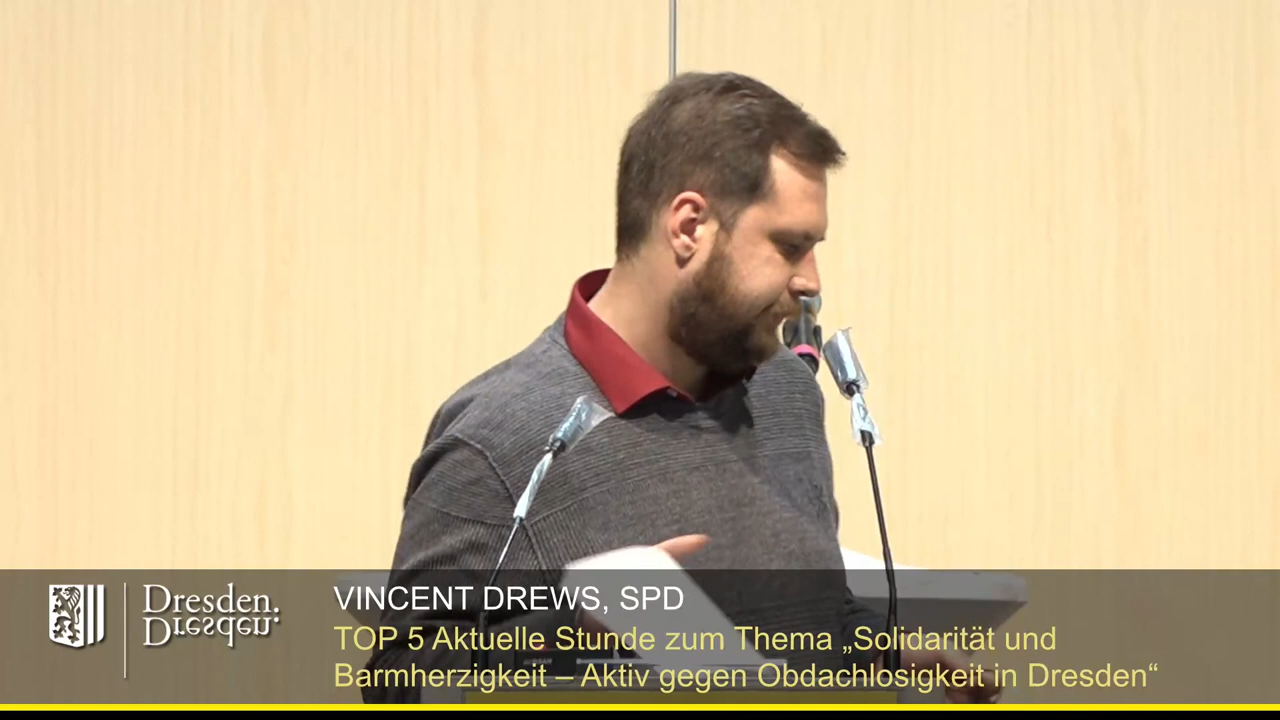 Dresden.
Dresden.
VINCENT DREWS, SPD
TOP 5 Aktuelle Stunde zum Thema „Solidarität und
Barmherzigkeit – Aktiv gegen Obdachlosigkeit in Dresden“